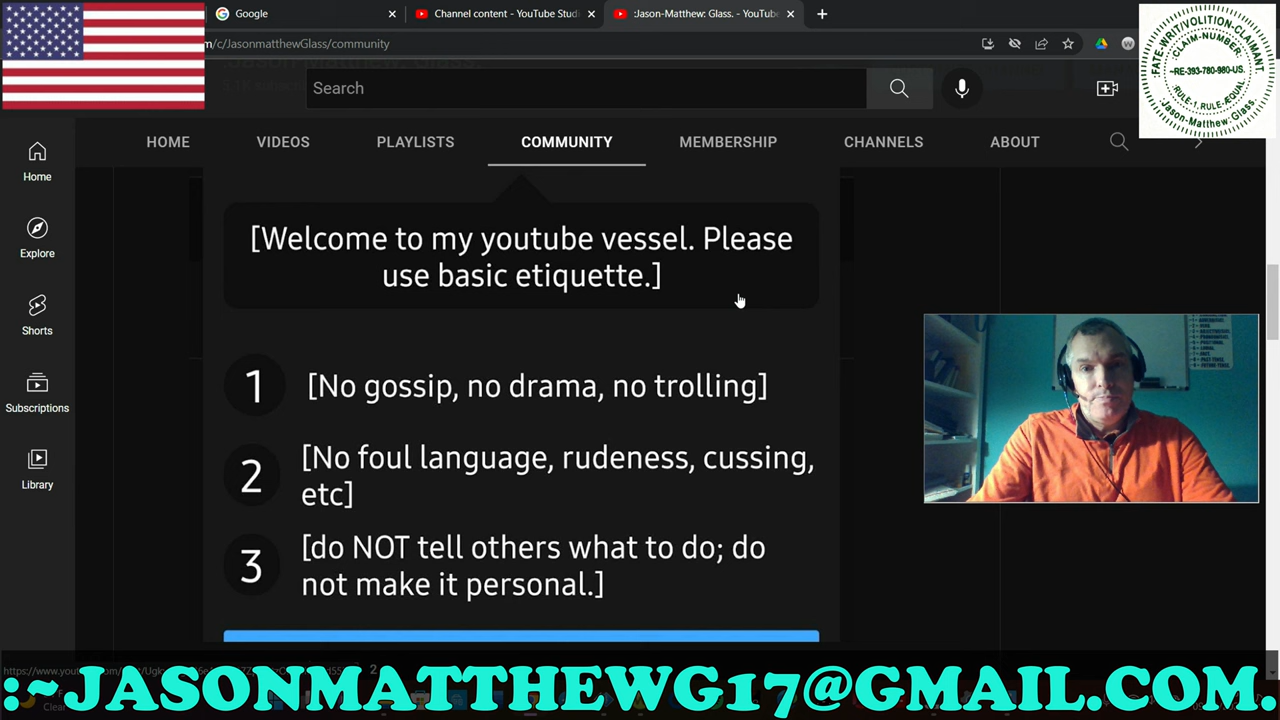 Google
Channel content - YouTube Stud
:Jason-Matthew: Glass. - YouTube
m/c/JasonmatthewGlass/community
Search
HOME
VIDEOS
PLAYLISTS
COMMUNITY
MEMBERSHIP
CHANNELS
ABOUT
Home
Explore
Shorts
Subscriptions
Library
[Welcome to my youtube vessel. Please
use basic etiquette.]
1 [No gossip, no drama, no trolling]
2 [No foul language, rudeness, cussing,
etc]
3 [do NOT tell others what to do; do
not make it personal.]
FATE-WRIT/VOLITION-CLAIMANT.
CLAIM-NUMBER:
~RE-393-780-980-US.
RULE-1, RULE-ÆQUAL.
:Jason-Matthew: Glass.
:~JASONMATTHEWG17@GMAIL.COM.